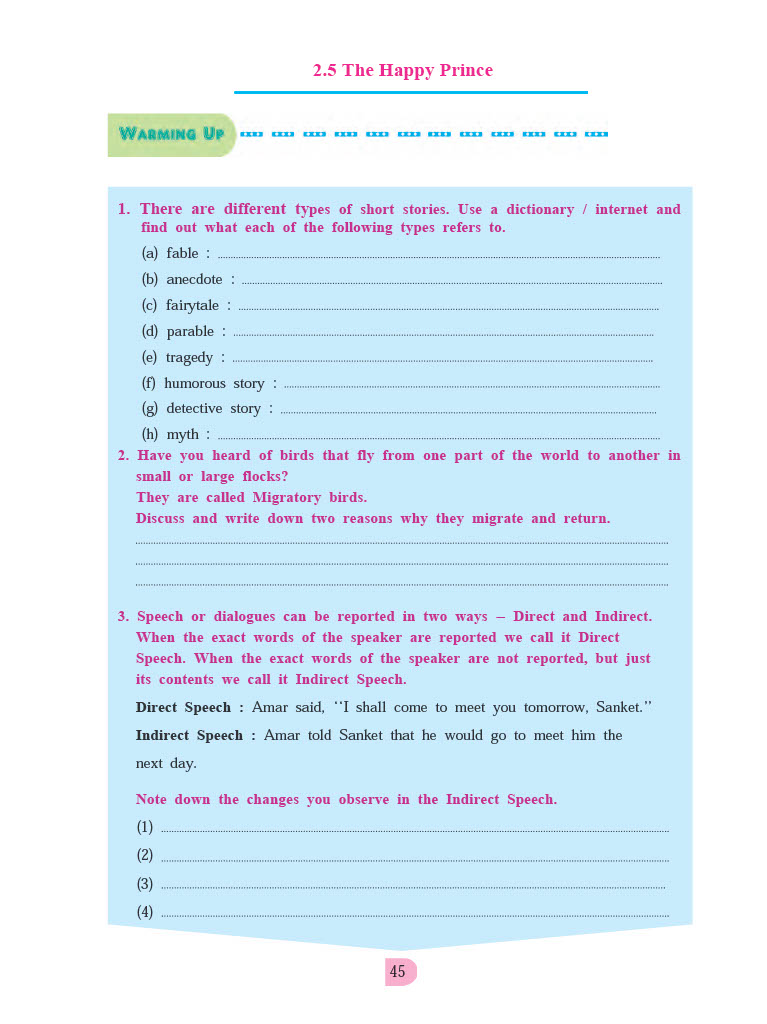 2.5 The Happy Prince
WARMING UP
1. There are different types of short stories. Use a dictionary / internet and
find out what each of the following types refers to.
(a) fable : ........................................
(b) anecdote : ........................................
(c) fairytale : ........................................
(d) parable : ........................................
(e) tragedy : ........................................
(f) humorous story : ........................................
(g) detective story : ........................................
(h) myth : ........................................
2. Have you heard of birds that fly from one part of the world to another in
small or large flocks?
They are called Migratory birds.
Discuss and write down two reasons why they migrate and return.
........................................
........................................
........................................
3. Speech or dialogues can be reported in two ways – Direct and Indirect.
When the exact words of the speaker are reported we call it Direct
Speech. When the exact words of the speaker are not reported, but just
its contents we call it Indirect Speech.
Direct Speech : Amar said, ‘‘I shall come to meet you tomorrow, Sanket.’’
Indirect Speech : Amar told Sanket that he would go to meet him the
next day.
Note down the changes you observe in the Indirect Speech.
(1) ........................................
(2) ........................................
(3) ........................................
(4) ........................................
45